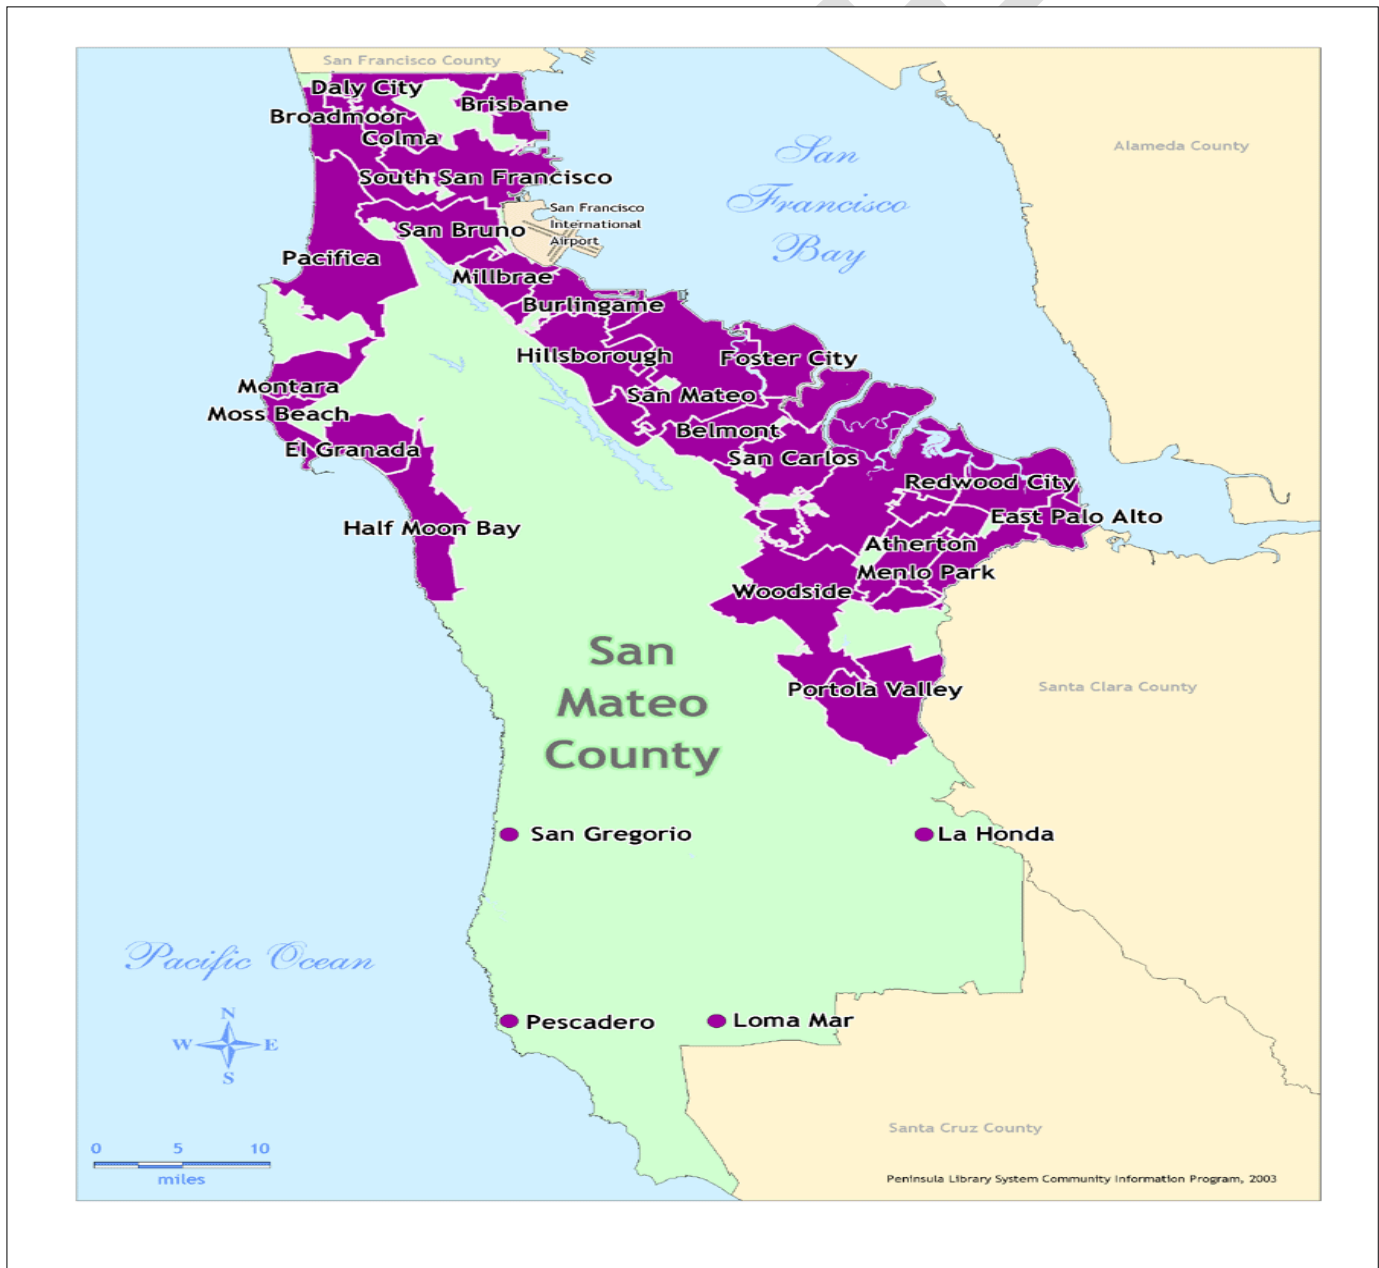 San Francisco County
Daly City
Brisbane
Broadmoor
Colma
San
Francisco
Bay
Alameda County
South San Francisco
San Francisco
International
Airport
San Bruno
Pacifica
Millbrae
Burlingame
Hillsborough
Foster City
Montara
San Mateo
Moss Beach
Belmont
El Granada
San Carlos
Redwood City
East Palo Alto
Half Moon Bay
Atherton
Menlo Park
Woodside
San
Mateo
County
Portola Valley
Santa Clara County
San Gregorio
La Honda
Pacific Ocean
N
W E
S
Pescadero
Loma Mar
Santa Cruz County
0 5 10
miles
Peninsula Library System Community Information Program, 2003